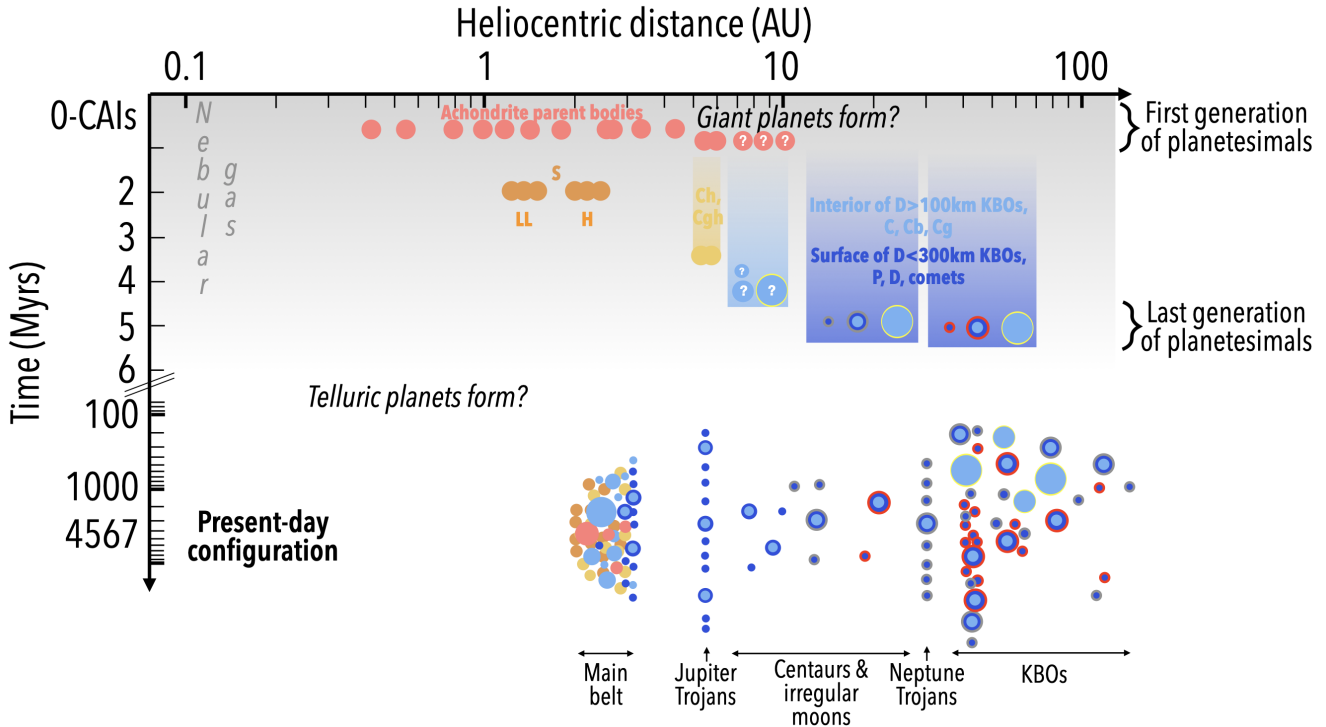 Heliocentric distance (AU)
0.1 1 10 100
0-CAIs
2
3
4
5
6
100
1000
4567
Time (Myrs)
Nebular
gas
Achondrite parent bodies
Giant planets form?
First generation
of planetesimals
? ? ?
S
LL H
Ch,
Cgh
?
? ?
Interior of D>100km KBOs,
C, Cb, Cg
Surface of D<300km KBOs,
P, D, comets
Last generation
of planetesimals
Telluric planets form?
Present-day
configuration
Main
belt
Jupiter
Trojans
Centaurs &
irregular
moons
Neptune
Trojans
KBOs